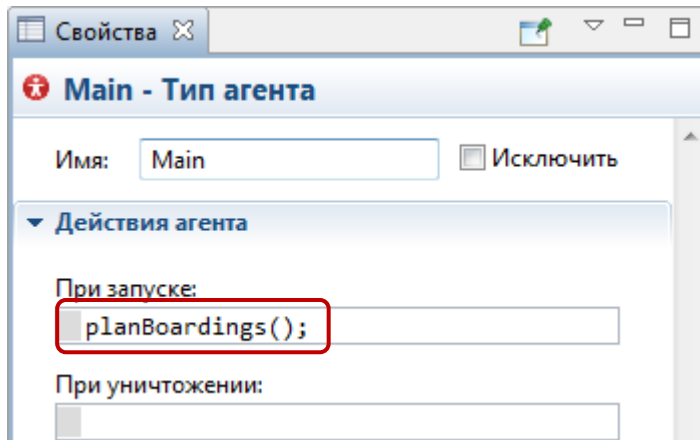 Свойства
Main - Тип агента
Имя: Main Исключить
Действия агента
При запуске:
planBoardings();
При уничтожении: